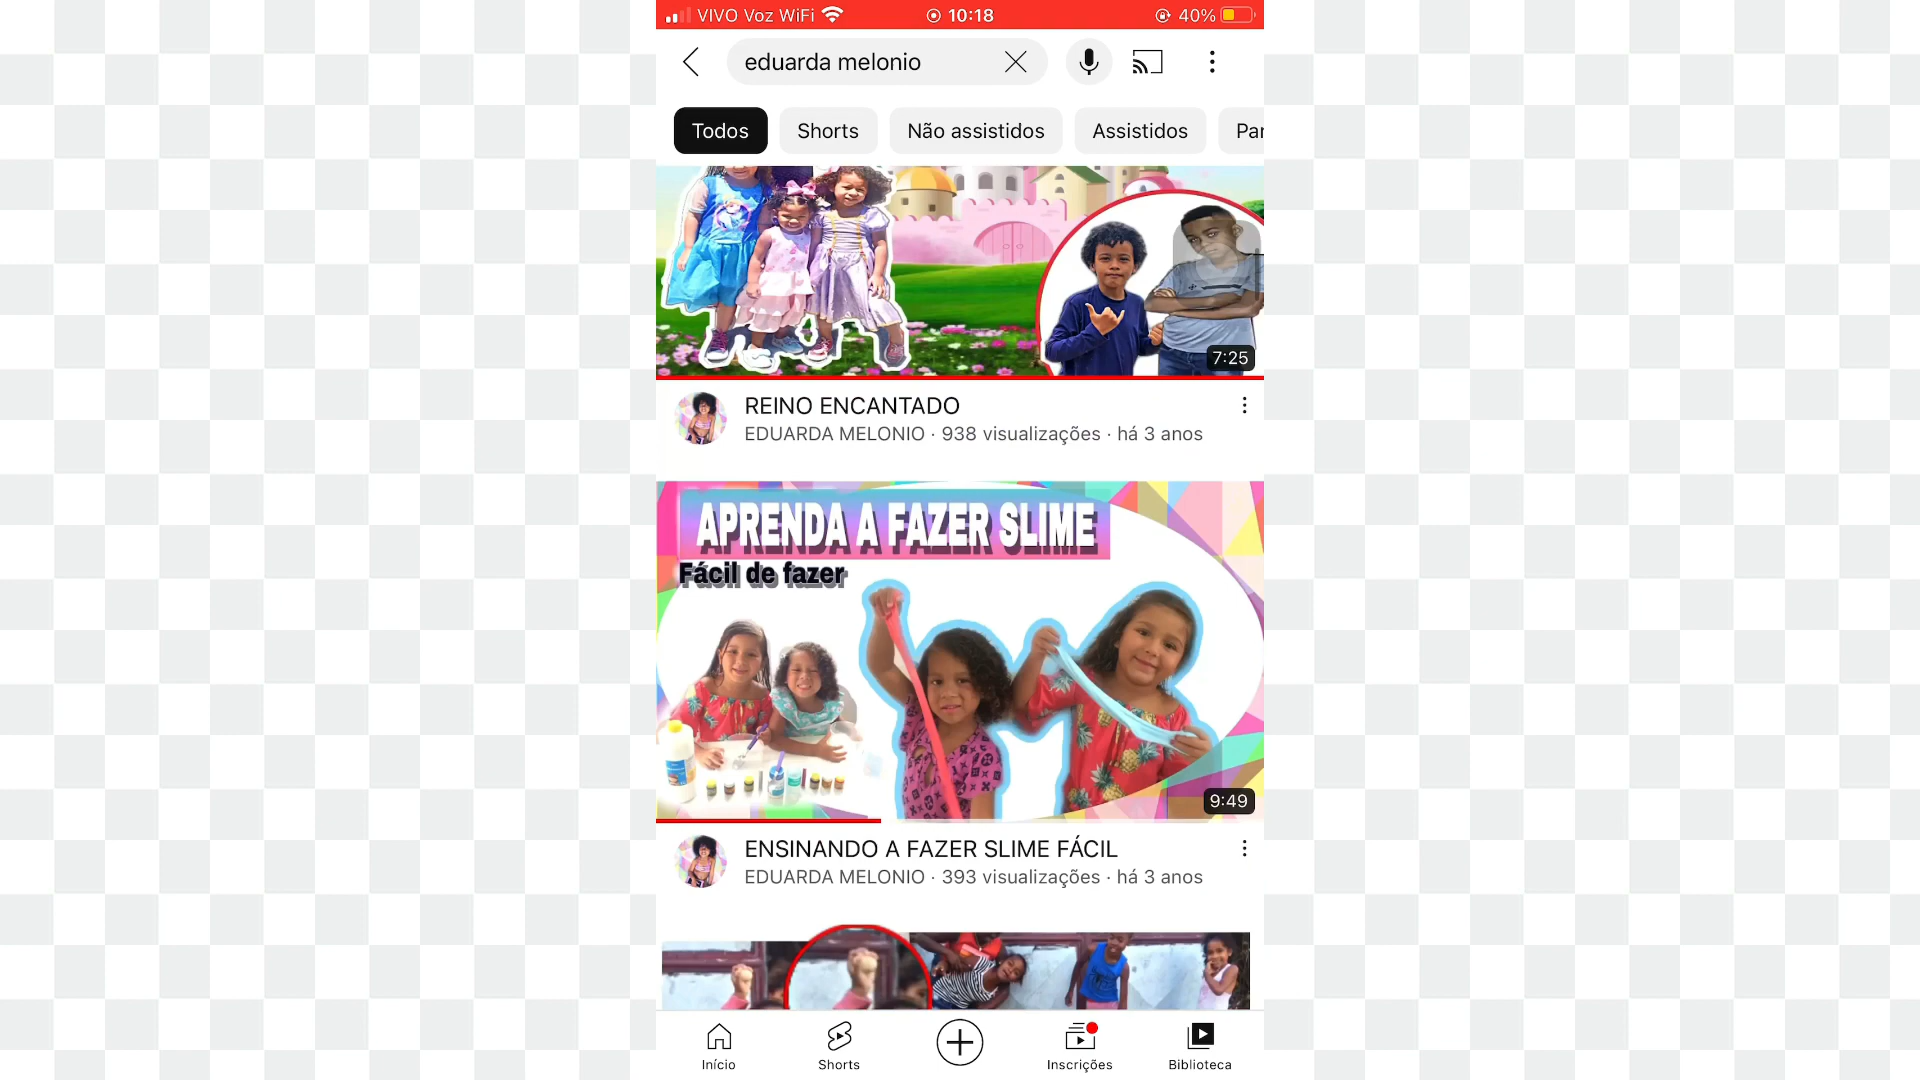 VIVO Voz WiFi 10:18 40%
eduarda melonio
Todos Shorts Não assistidos Assistidos Par
7:25
REINO ENCANTADO
EDUARDA MELONIO · 938 visualizações · há 3 anos
APRENDA A FAZER SLIME
Fácil de fazer
9:49
ENSINANDO A FAZER SLIME FÁCIL
EDUARDA MELONIO · 393 visualizações · há 3 anos
Início Shorts Inscrições Biblioteca